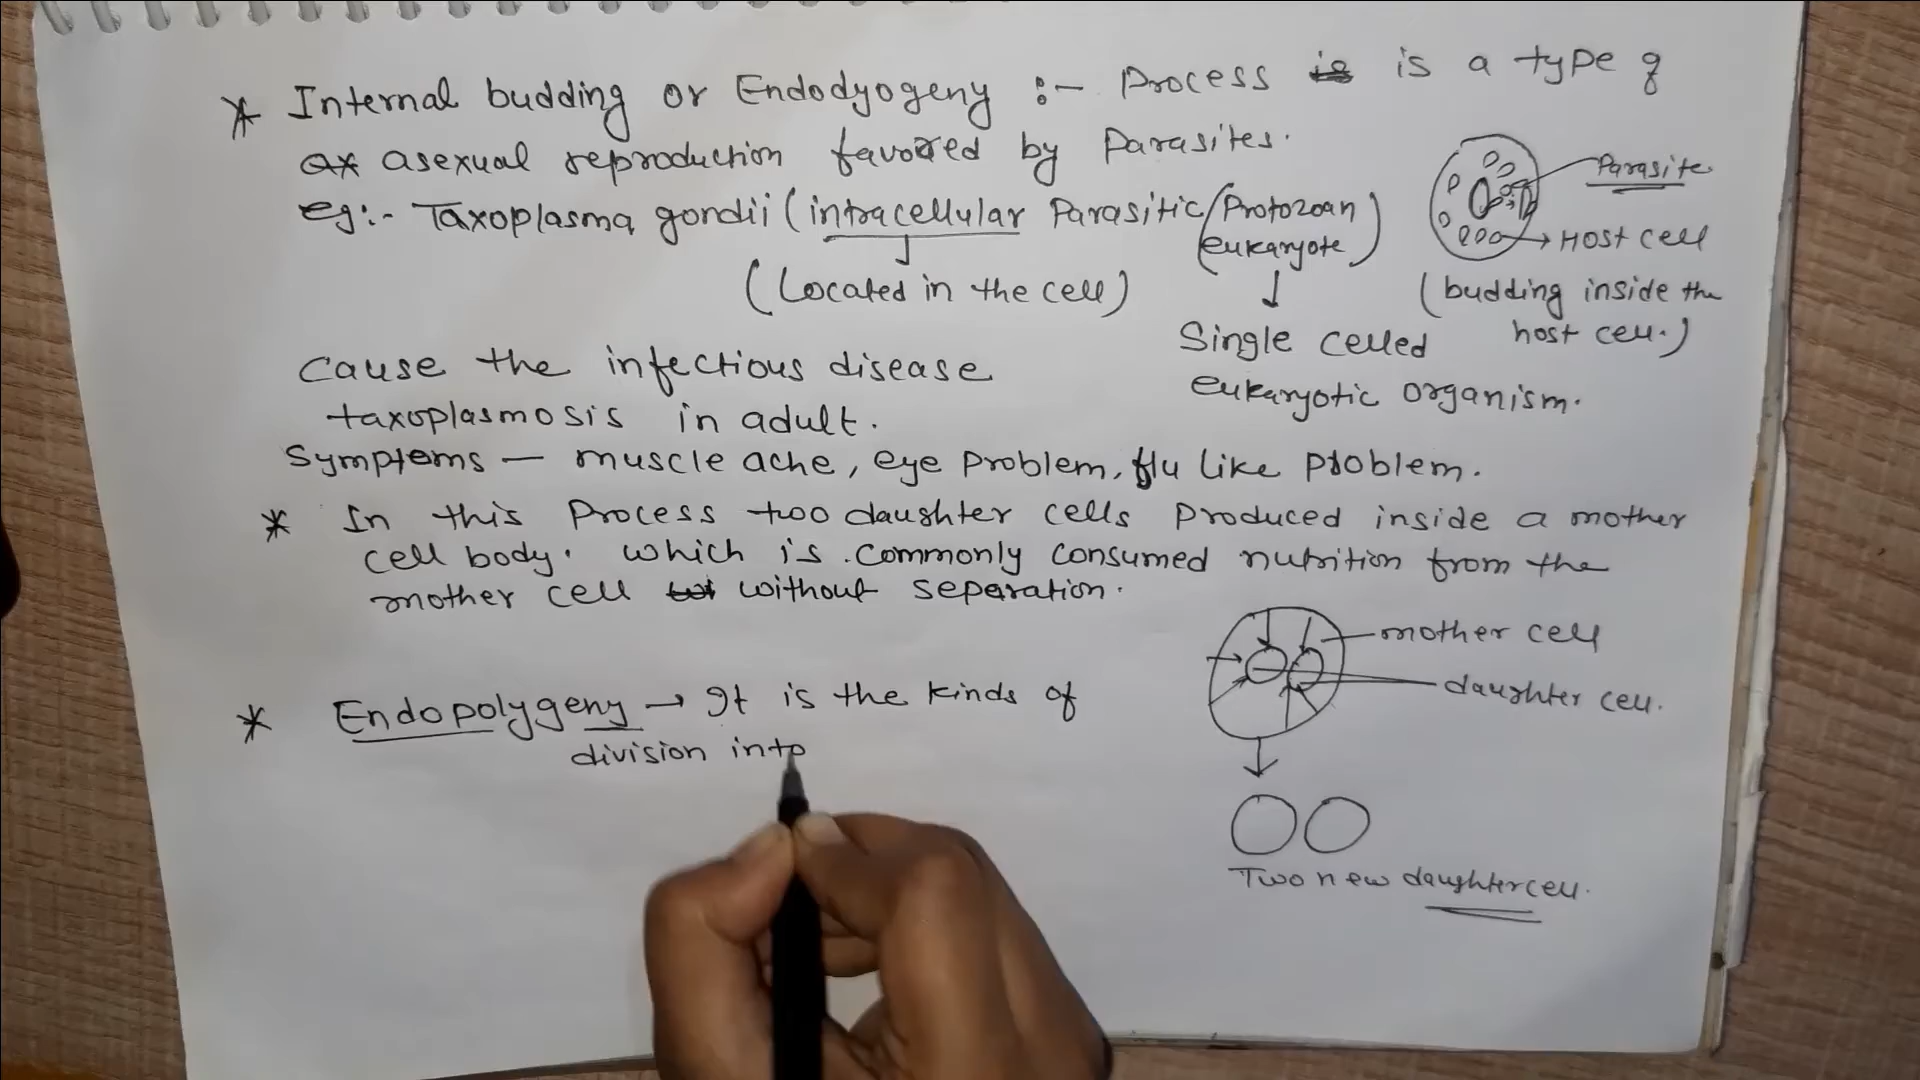 * Internal budding or Endodyogeny :- Process is is a type of
ax asexual reproduction favored by Parasites.
eg:- Taxoplasma gondii (intracellular Parasitic/Protozoan
eukaryote)
Parasite
Host cell
(Located in the cell)
(budding inside the
host cell.)
Single celled
eukaryotic organism.
Cause the infectious disease
taxoplasmosis in adult.
Symptems — muscle ache, eye problem, flu like problem.
* In this Process two daughter cells produced inside a mother
cell body. which is commonly consumed nutrition from the
mother cell without separation.
mother cell
daughter cell.
* Endopolygeny → It is the kinds of
division into
Two new daughter cell.